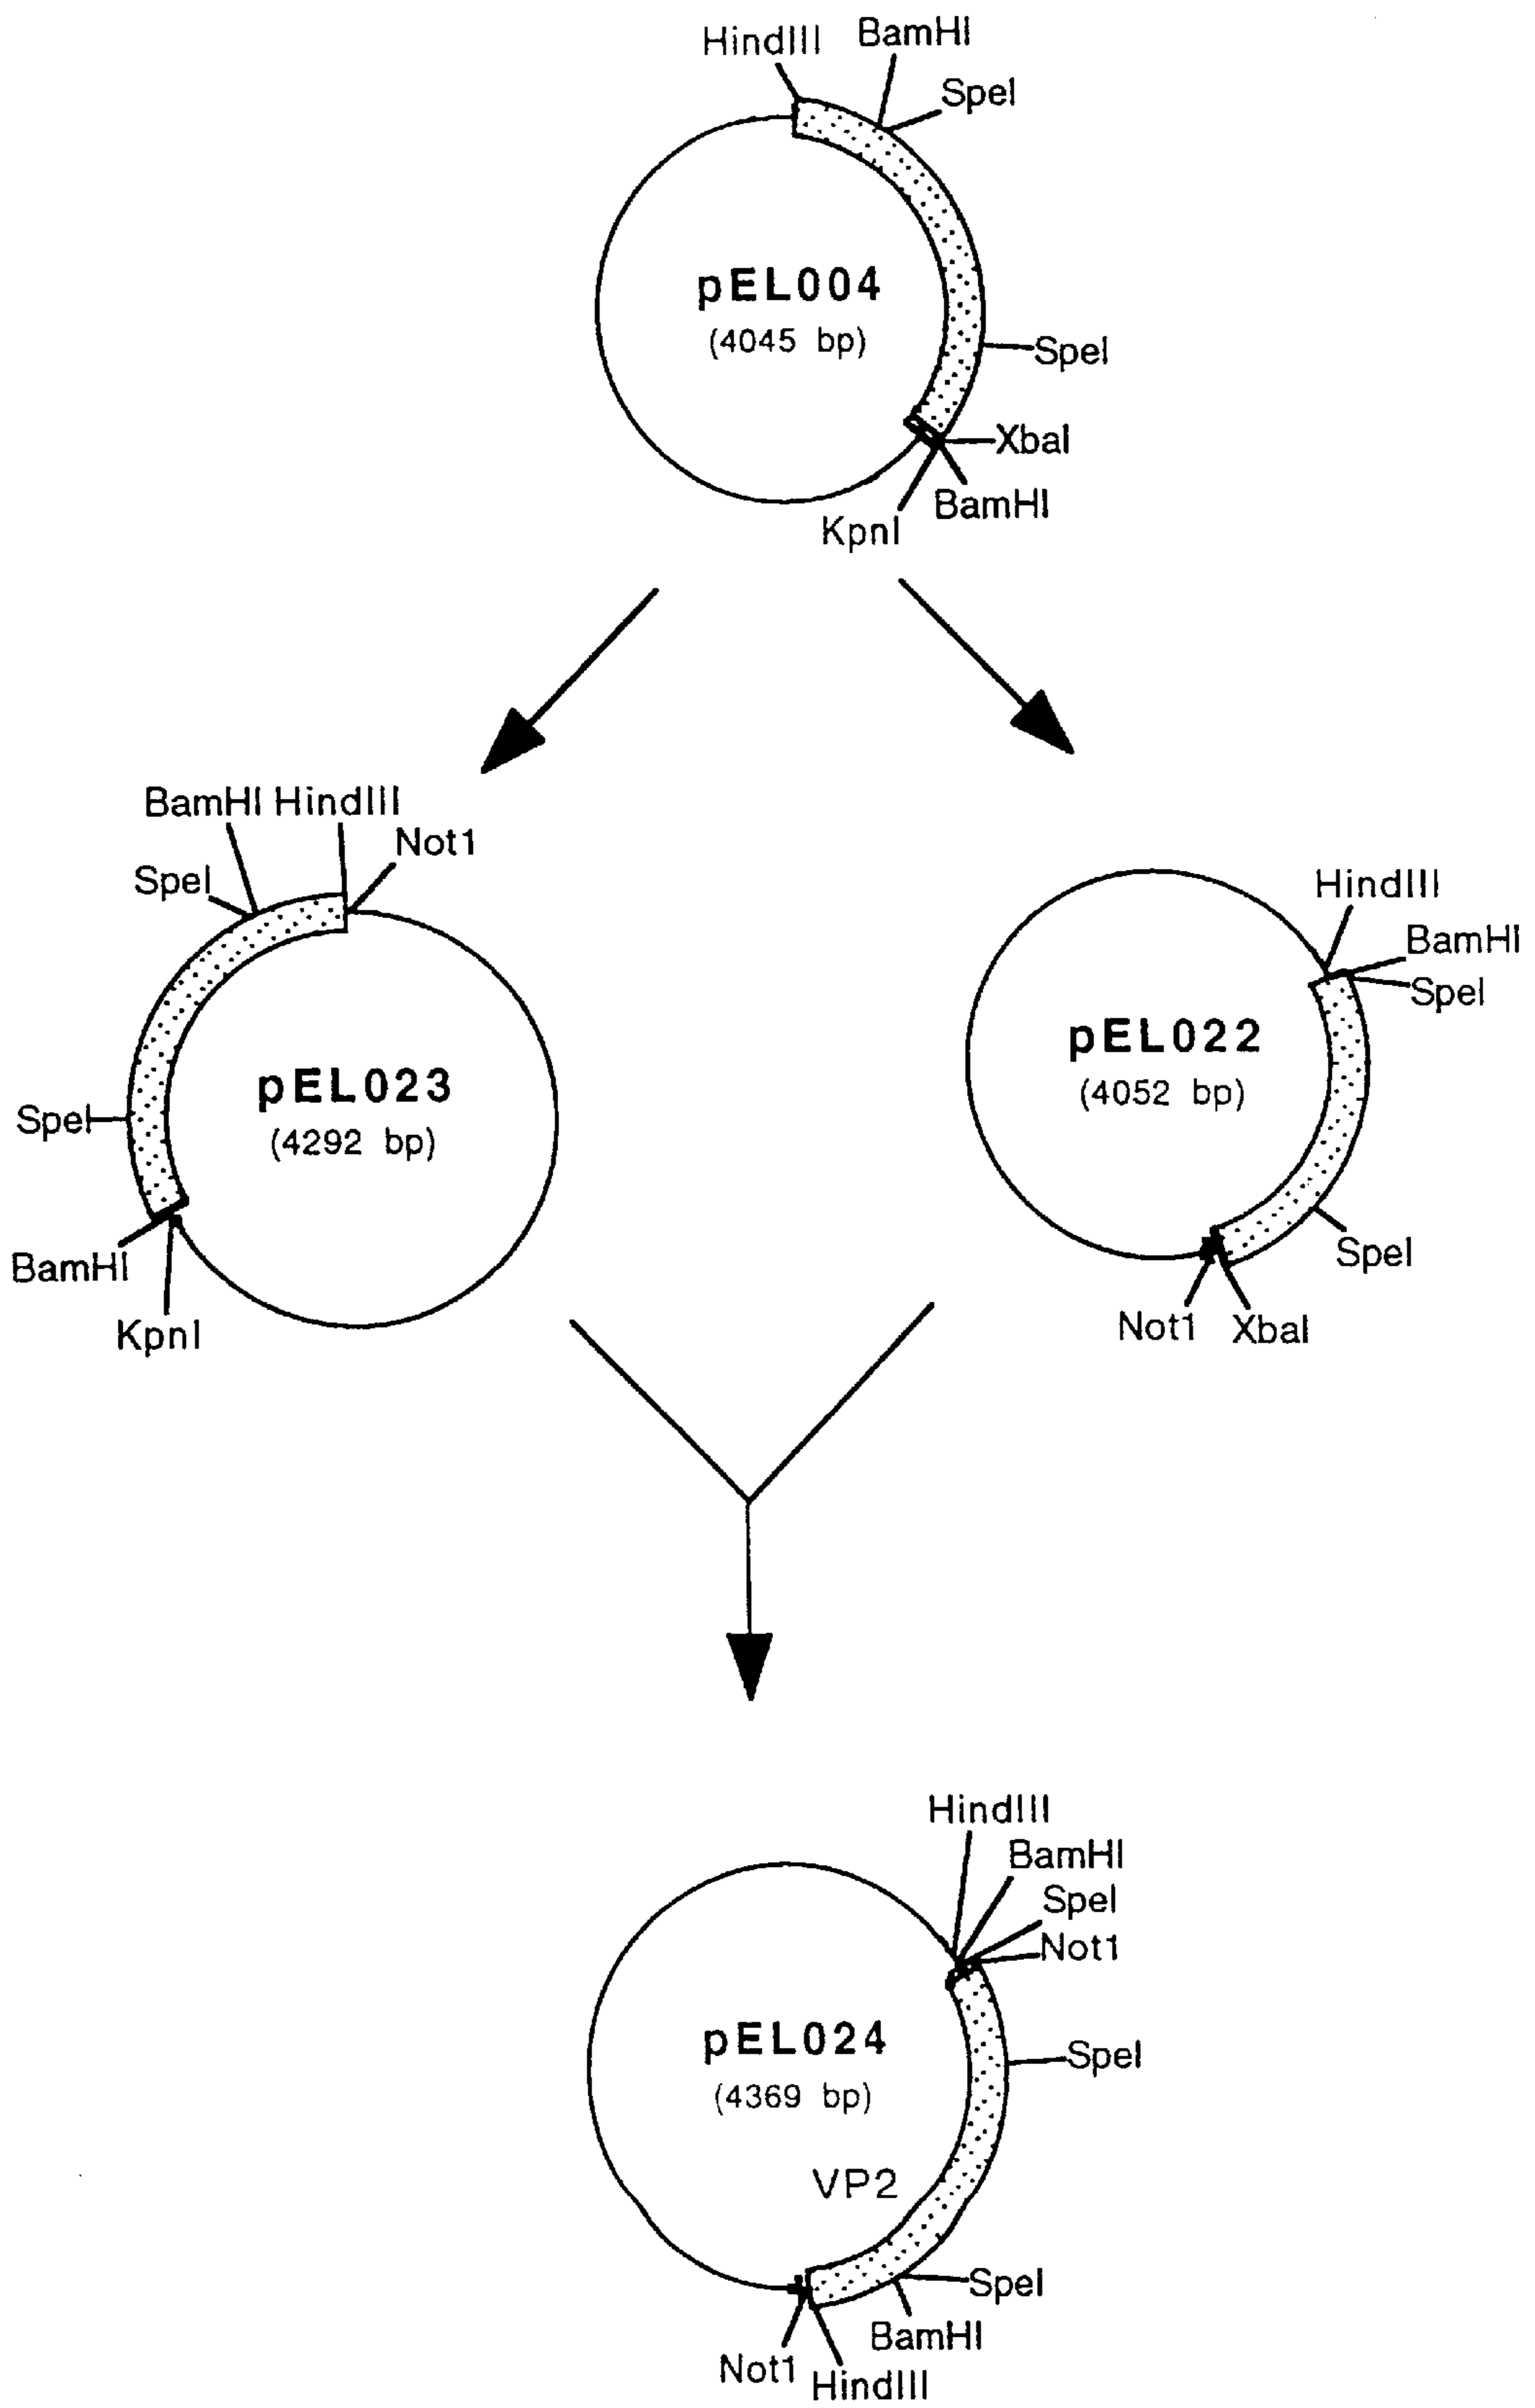 HindIII
BamHI
SpeI
pEL004
(4045 bp)
SpeI
XbaI
BamHI
KpnI
BamHI HindIII
Not1
SpeI
pEL023
(4292 bp)
SpeI
BamHI
KpnI
HindIII
BamHI
SpeI
pEL022
(4052 bp)
SpeI
Not1 XbaI
HindIII
BamHI
SpeI
Not1
pEL024
(4369 bp)
SpeI
VP2
SpeI
BamHI
Not1
HindIII